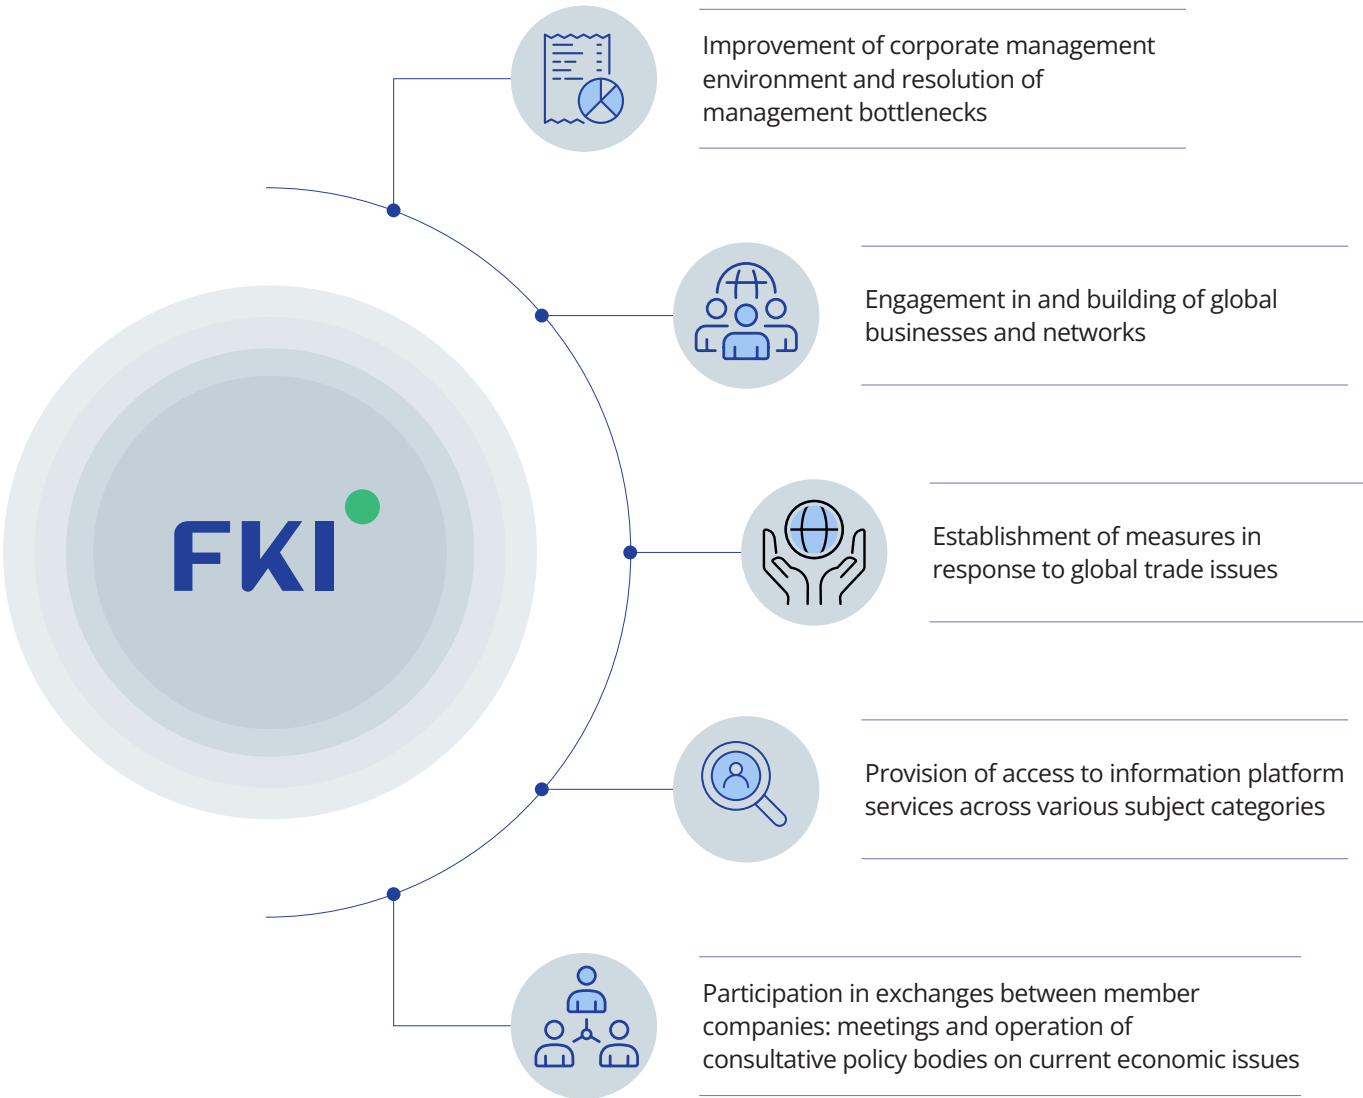 Improvement of corporate management
environment and resolution of
management bottlenecks
Engagement in and building of global
businesses and networks
FKI
Establishment of measures in
response to global trade issues
Provision of access to information platform
services across various subject categories
Participation in exchanges between member
companies: meetings and operation of
consultative policy bodies on current economic issues